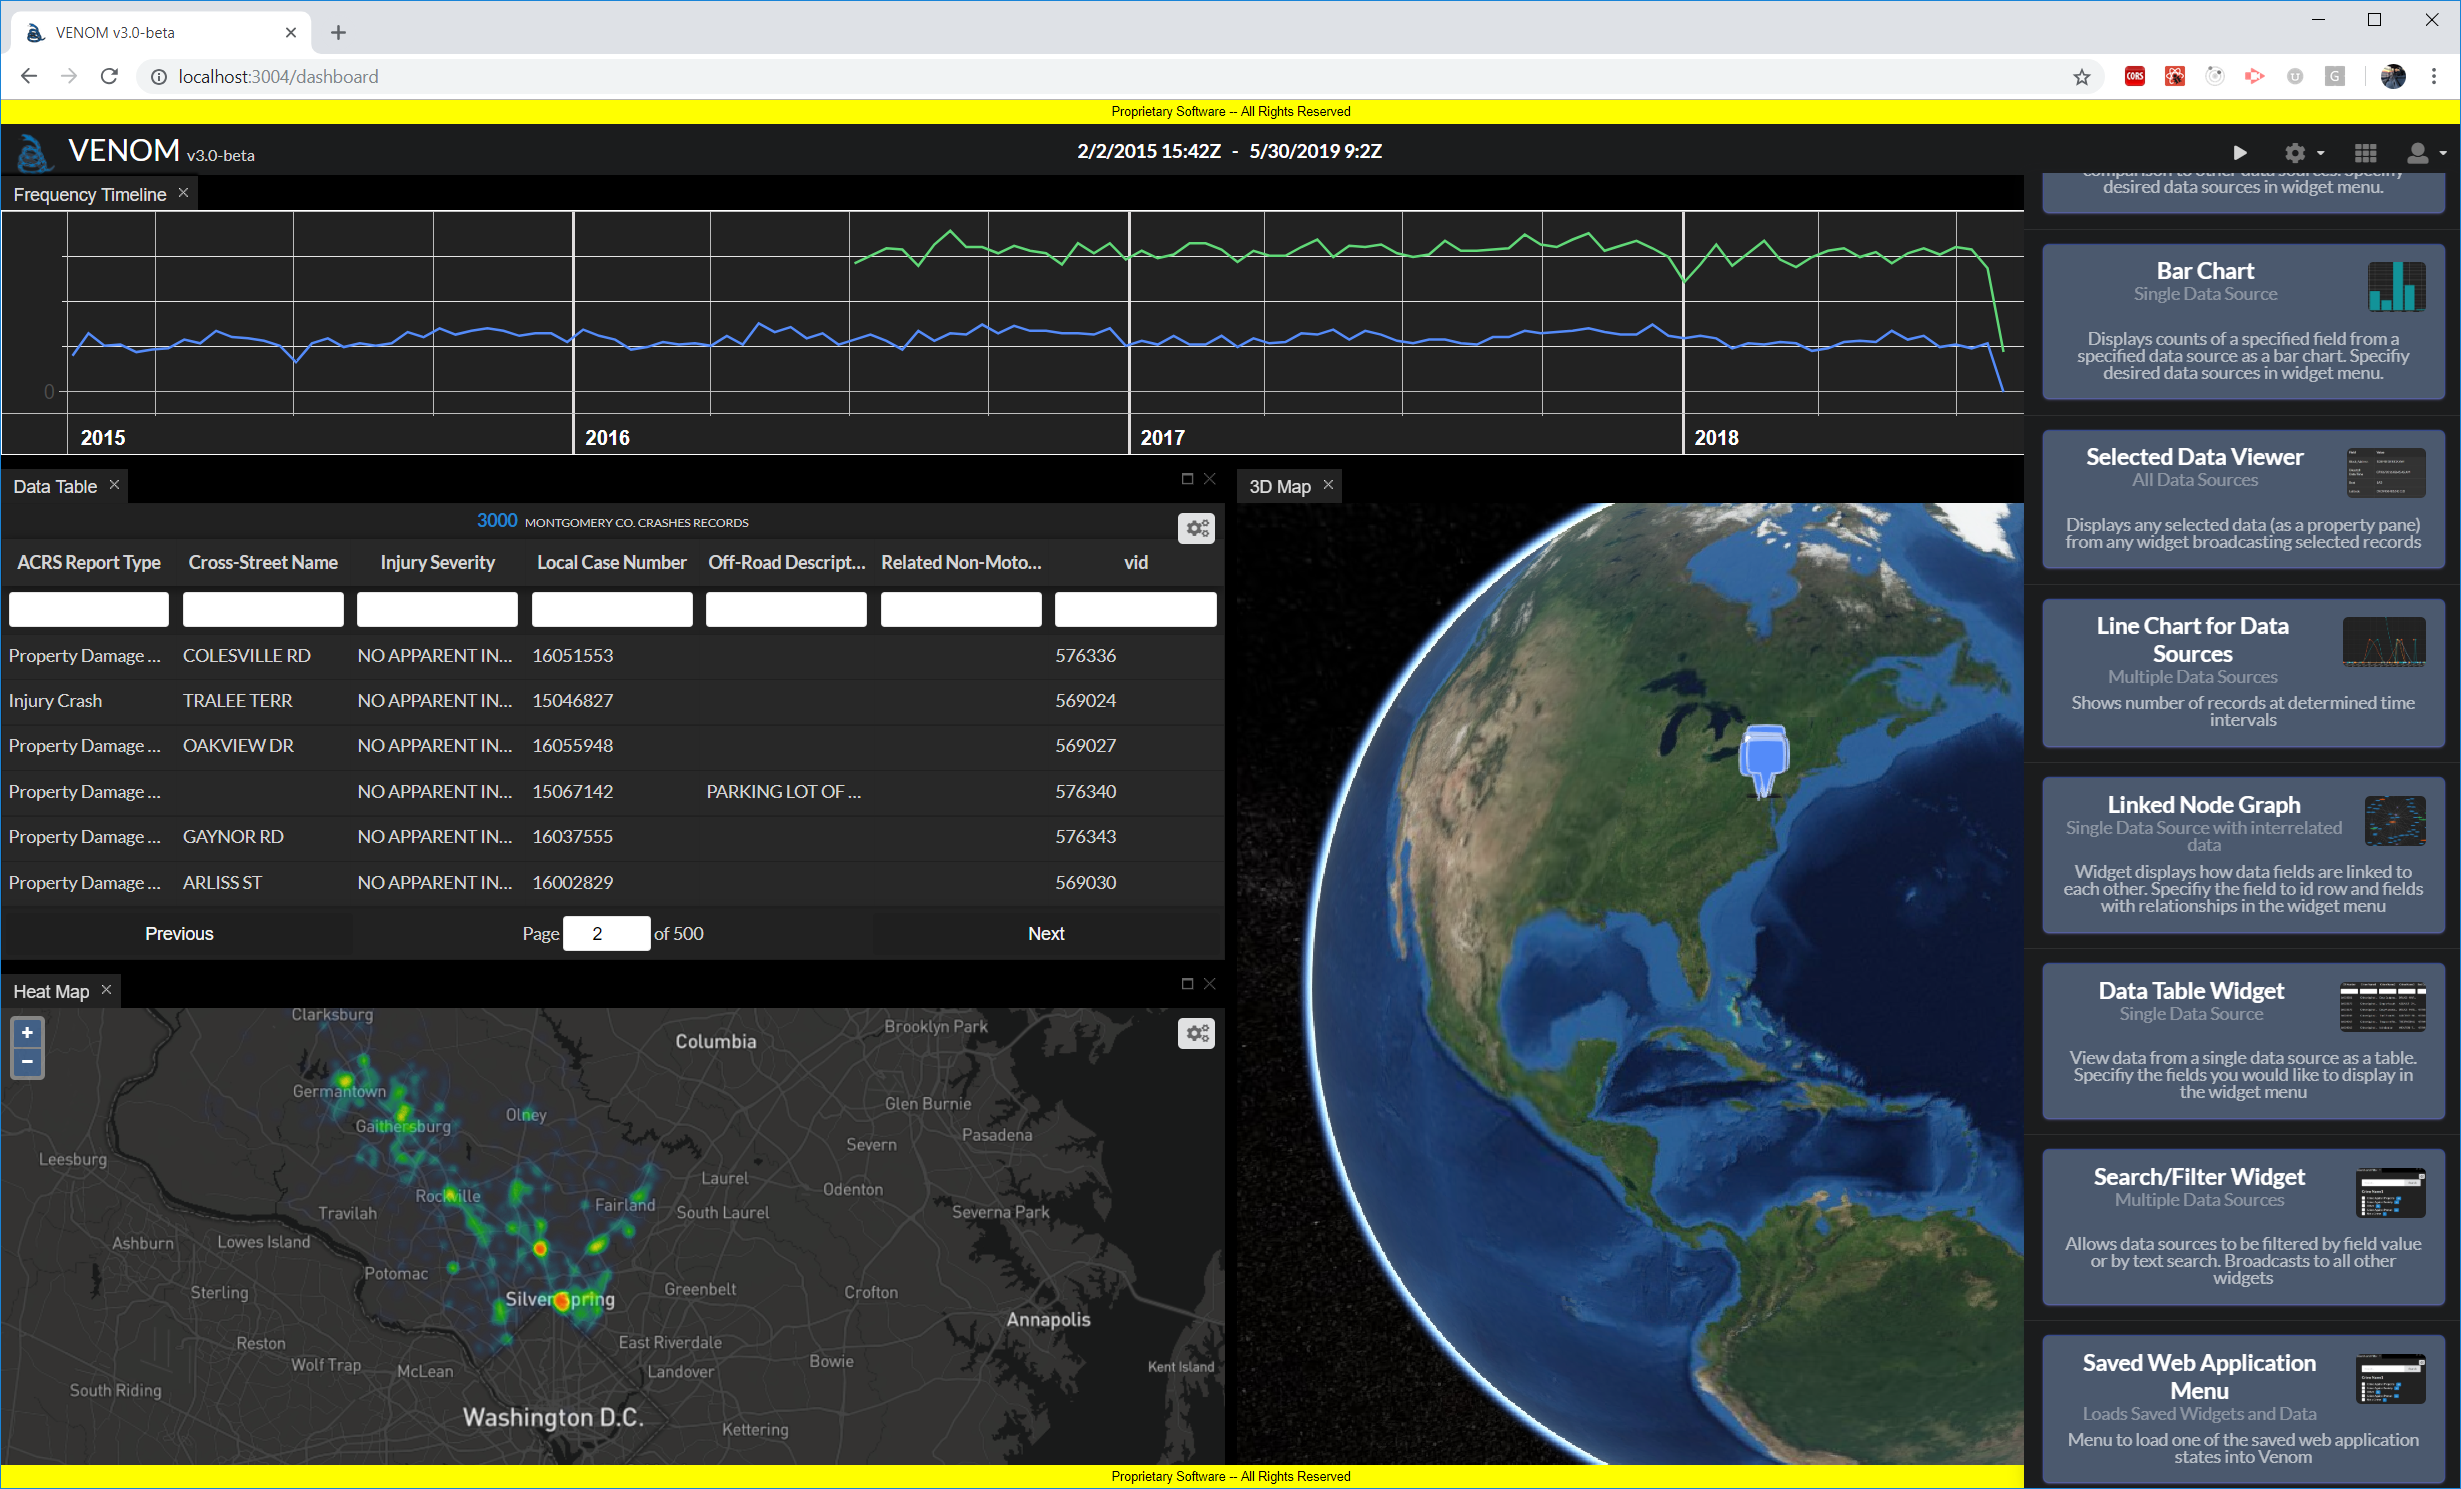 VENOM v3.0-beta
localhost:3004/dashboard
CORS
U
G
Proprietary Software -- All Rights Reserved
VENOM v3.0-beta
2/2/2015 15:42Z - 5/30/2019 9:2Z
Frequency Timeline
0
2015
2016
2017
2018
Data Table
3000 MONTGOMERY CO. CRASHES RECORDS
ACRS Report Type Cross-Street Name Injury Severity Local Case Number Off-Road Descript... Related Non-Moto... vid
Property Damage ... COLESVILLE RD NO APPARENT IN... 16051553 576336
Injury Crash TRALEE TERR NO APPARENT IN... 15046827 569024
Property Damage ... OAKVIEW DR NO APPARENT IN... 16055948 569027
Property Damage ... NO APPARENT IN... 15067142 PARKING LOT OF ... 576340
Property Damage ... GAYNOR RD NO APPARENT IN... 16037555 576343
Property Damage ... ARLISS ST NO APPARENT IN... 16002829 569030
Previous Page 2 of 500 Next
Heat Map
+
−
Clarksburg
Columbia
Brooklyn Park
Germantown
Olney
Glen Burnie
Gaithersburg
Pasadena
Severn
Leesburg
Laurel
Odenton
Rockville
Fairland
Travilah
South Laurel
Severna Park
Ashburn
Lowes Island
Potomac
Sterling
Greenbelt
Crofton
Silver Spring
Annapolis
Reston
East Riverdale
Wolf Trap
McLean
Landover
Bowie
Kent Island
South Riding
Washington D.C.
Kettering
3D Map
comparison to other data sources. Specifiy
desired data sources in widget menu.
Bar Chart
Single Data Source
Displays counts of a specified field from a
specified data source as a bar chart. Specifiy
desired data sources in widget menu.
Selected Data Viewer
All Data Sources
Displays any selected data (as a property pane)
from any widget broadcasting selected records
Line Chart for Data
Sources
Multiple Data Sources
Shows number of records at determined time
intervals
Linked Node Graph
Single Data Source with interrelated
data
Widget displays how data fields are linked to
each other. Specifiy the field to id row and fields
with relationships in the widget menu
Data Table Widget
Single Data Source
View data from a single data source as a table.
Specifiy the fields you would like to display in
the widget menu
Search/Filter Widget
Multiple Data Sources
Allows data sources to be filtered by field value
or by text search. Broadcasts to all other
widgets
Saved Web Application
Menu
Loads Saved Widgets and Data
Menu to load one of the saved web application
states into Venom
Proprietary Software -- All Rights Reserved